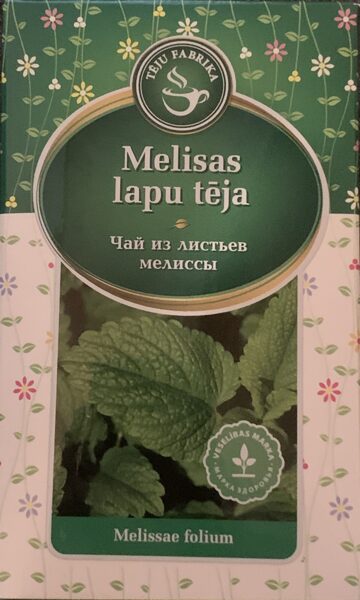 TĒJU FABRIKA
Melisas
lapu tēja
Чай из листьев
мелиссы
VESELĪBAS MARKA
МАРКА ЗДОРОВЬЯ
Melissae folium